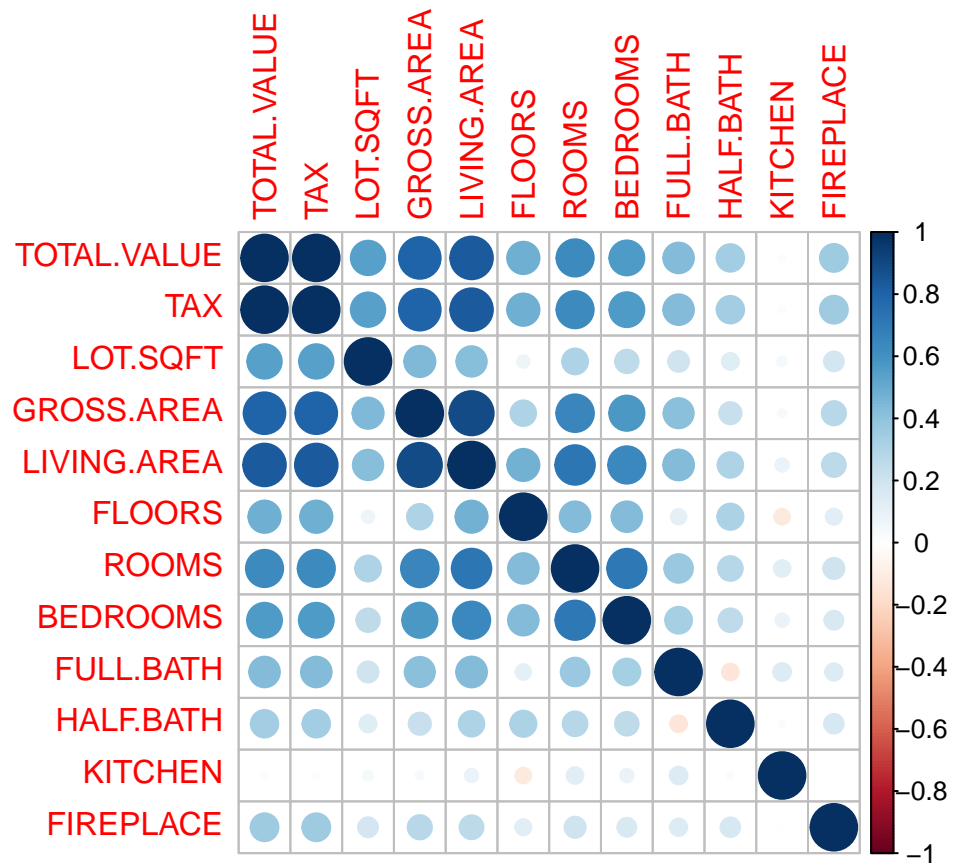 TOTAL.VALUE
TAX
LOT.SQFT
GROSS.AREA
LIVING.AREA
FLOORS
ROOMS
BEDROOMS
FULL.BATH
HALF.BATH
KITCHEN
FIREPLACE
TOTAL.VALUE
TAX
LOT.SQFT
GROSS.AREA
LIVING.AREA
FLOORS
ROOMS
BEDROOMS
FULL.BATH
HALF.BATH
KITCHEN
FIREPLACE
1
0.8
0.6
0.4
0.2
0
−0.2
−0.4
−0.6
−0.8
−1